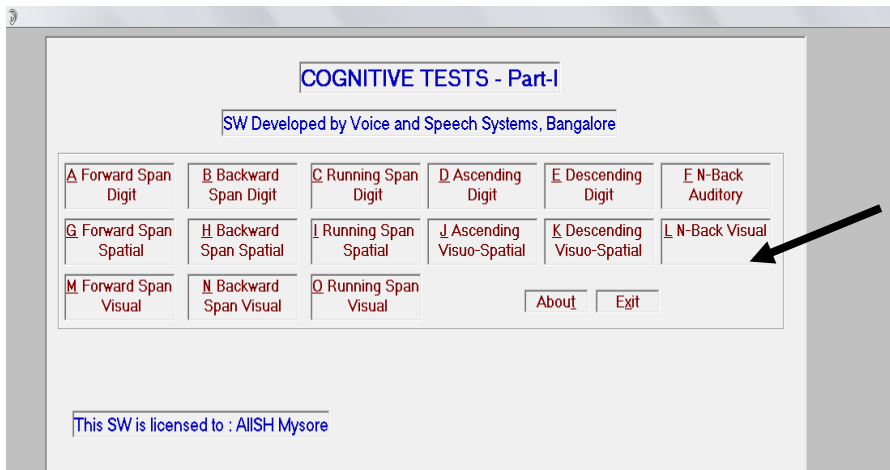 COGNITIVE TESTS - Part-I
SW Developed by Voice and Speech Systems, Bangalore
A Forward Span Digit
B Backward Span Digit
C Running Span Digit
D Ascending Digit
E Descending Digit
F N-Back Auditory
G Forward Span Spatial
H Backward Span Spatial
I Running Span Spatial
J Ascending Visuo-Spatial
K Descending Visuo-Spatial
L N-Back Visual
M Forward Span Visual
N Backward Span Visual
O Running Span Visual
About
Exit
This SW is licensed to : AIISH Mysore